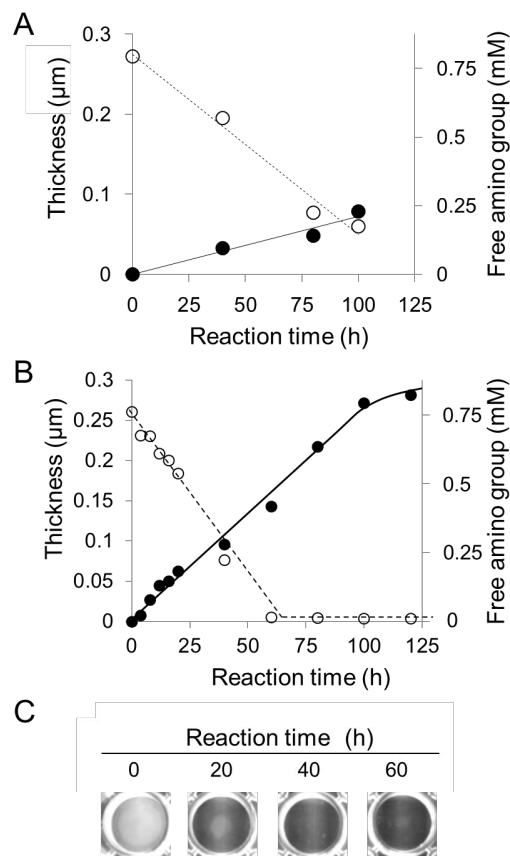 A
Thickness (μm)
0.3
0.2
0.1
0
Free amino group (mM)
0.75
0.5
0.25
0
0 25 50 75 100 125
Reaction time (h)
B
Thickness (μm)
0.3
0.25
0.2
0.15
0.1
0.05
0
Free amino group (mM)
0.75
0.5
0.25
0
0 25 50 75 100 125
Reaction time (h)
C
Reaction time (h)
0 20 40 60